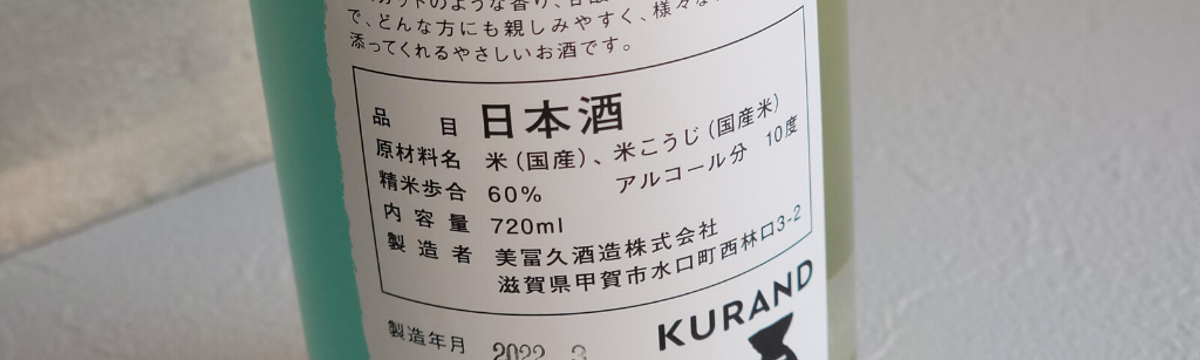 で、どんな方にも親しみやすく、様々な
添ってくれるやさしいお酒です。
品目 日本酒
原材料名 米（国産）、米こうじ（国産米）
精米歩合 60% アルコール分 10度
内容量 720ml
製造者 美冨久酒造株式会社
滋賀県甲賀市水口町西林口3-2
製造年月 2022. 3
KURAND